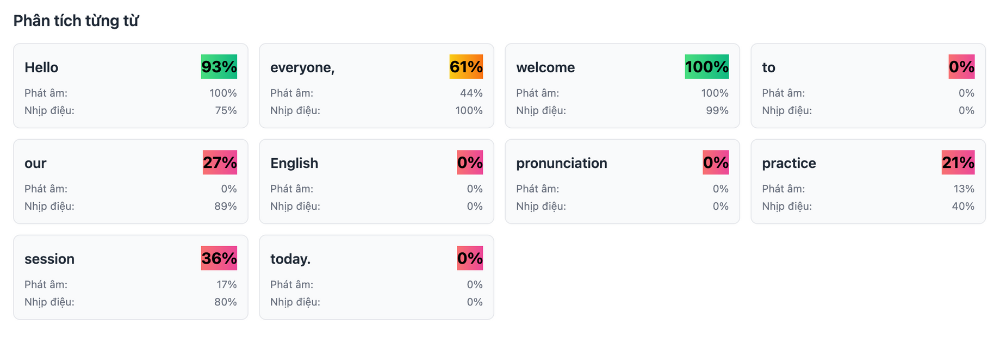 Phân tích từng từ
Hello 93%
Phát âm: 100%
Nhịp điệu: 75%
everyone, 61%
Phát âm: 44%
Nhịp điệu: 100%
welcome 100%
Phát âm: 100%
Nhịp điệu: 99%
to 0%
Phát âm: 0%
Nhịp điệu: 0%
our 27%
Phát âm: 0%
Nhịp điệu: 89%
English 0%
Phát âm: 0%
Nhịp điệu: 0%
pronunciation 0%
Phát âm: 0%
Nhịp điệu: 0%
practice 21%
Phát âm: 13%
Nhịp điệu: 40%
session 36%
Phát âm: 17%
Nhịp điệu: 80%
today. 0%
Phát âm: 0%
Nhịp điệu: 0%